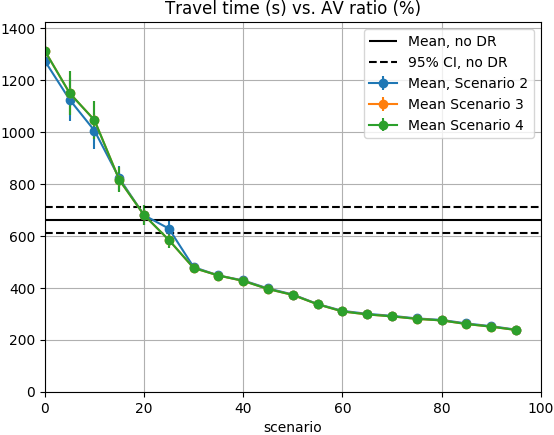 Travel time (s) vs. AV ratio (%)
1400
1200
1000
800
600
400
200
0
Mean, no DR
95% CI, no DR
Mean, Scenario 2
Mean Scenario 3
Mean Scenario 4
0 20 40 60 80 100
scenario